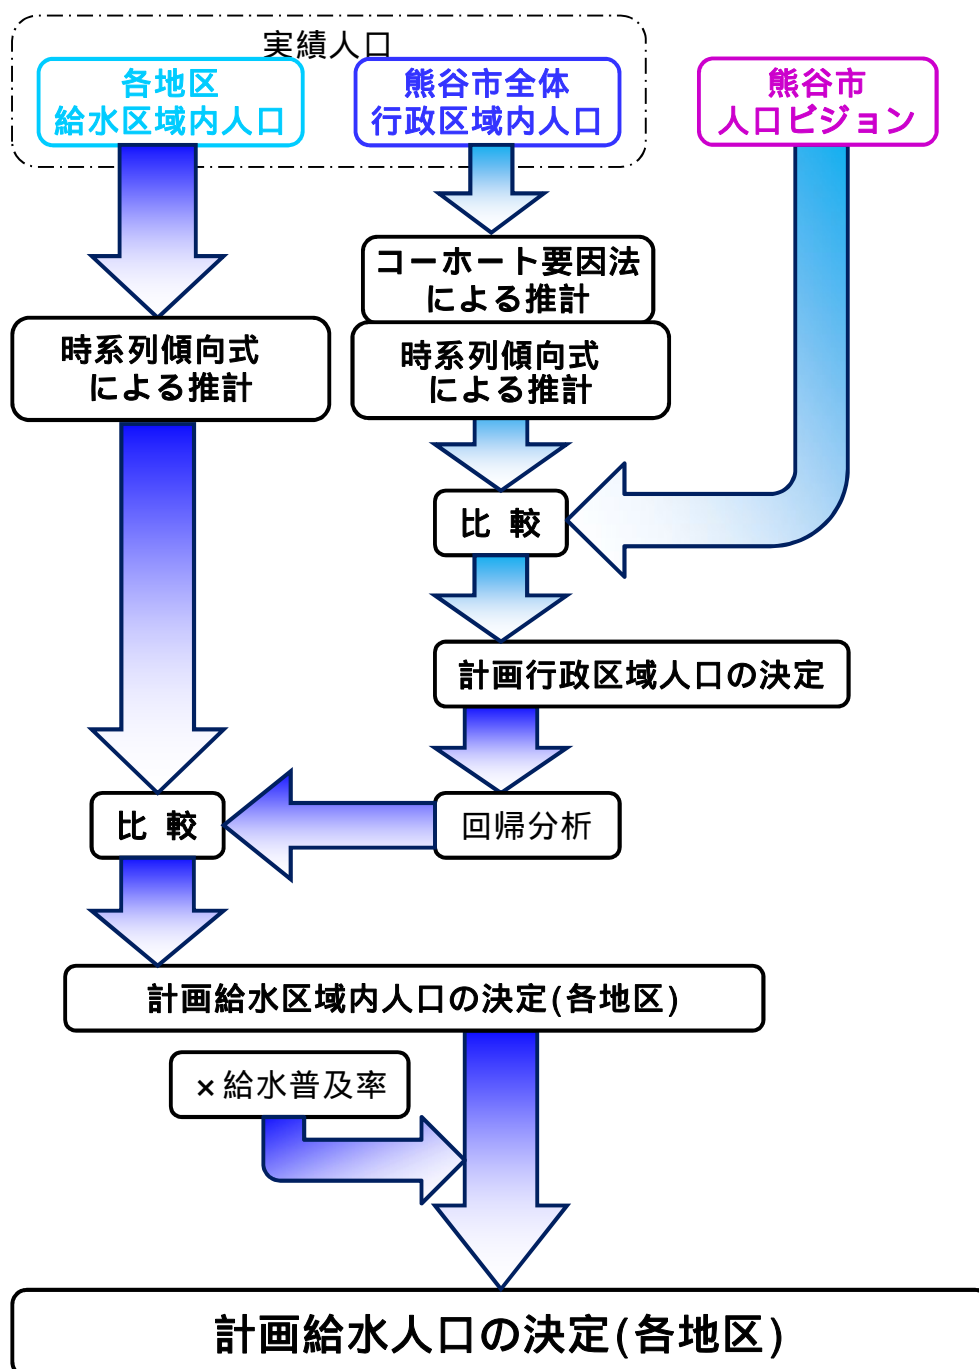 実績人口
各地区
給水区域内人口
熊谷市全体
行政区域内人口
熊谷市
人口ビジョン
コーホート要因法
による推計
時系列傾向式
による推計
時系列傾向式
による推計
比 較
計画行政区域人口の決定
比 較
回帰分析
計画給水区域内人口の決定(各地区)
×給水普及率
計画給水人口の決定(各地区)